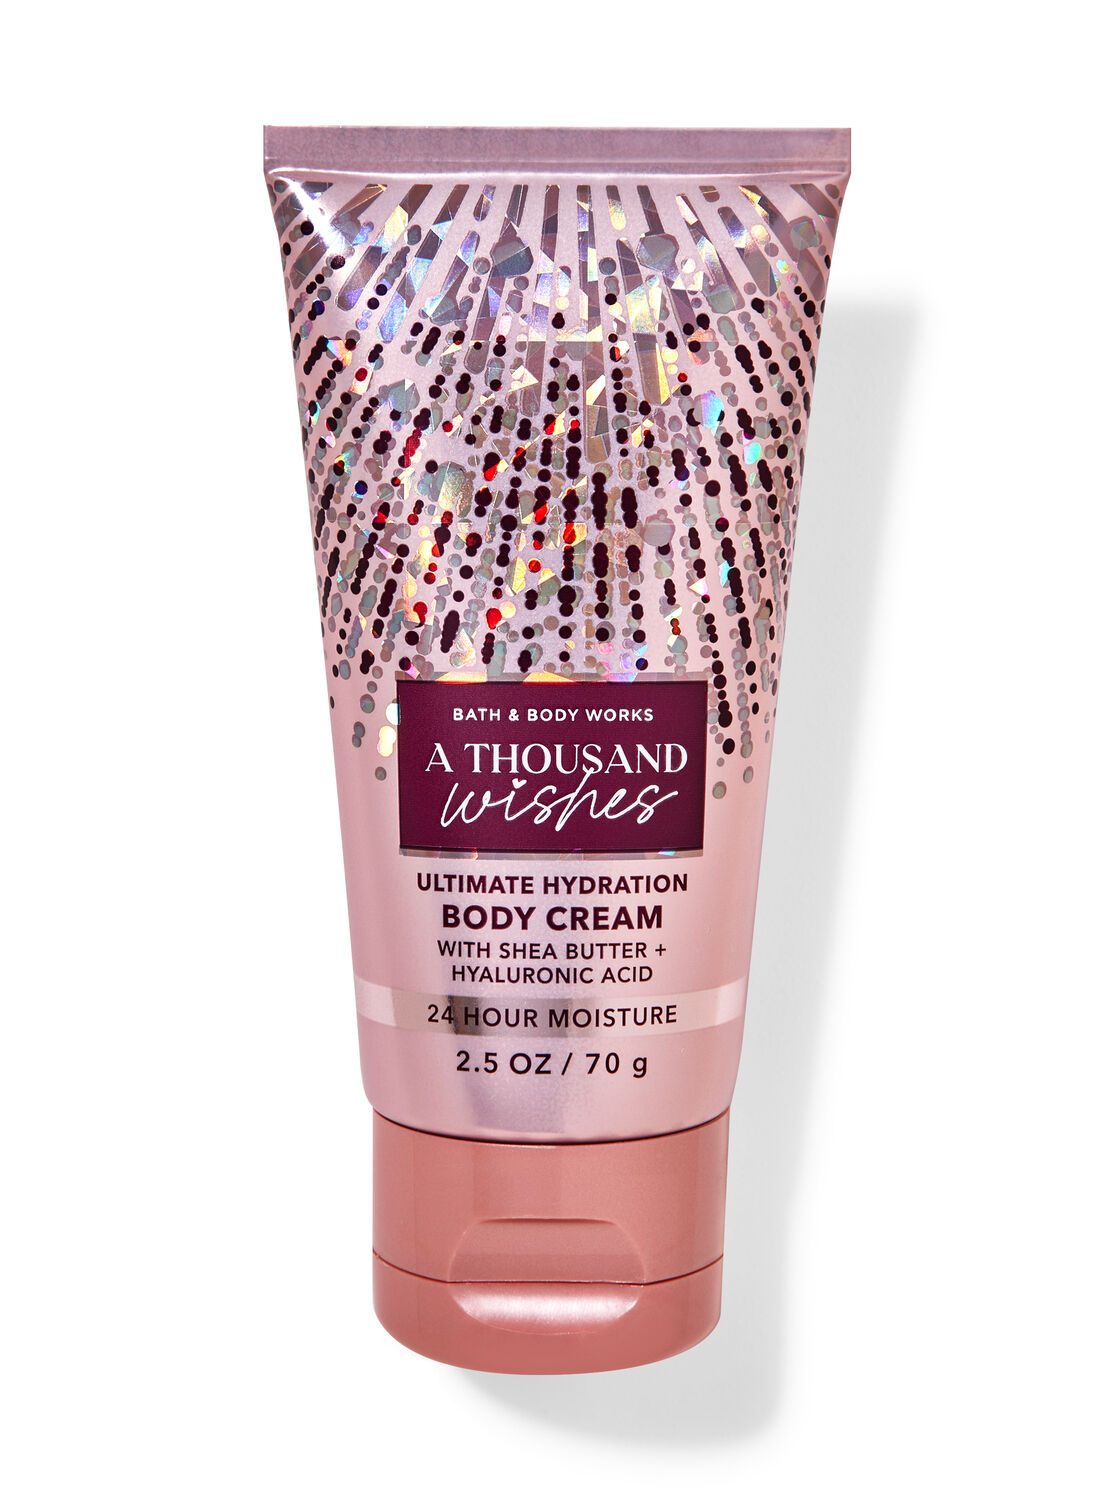 BATH & BODY WORKS
A THOUSAND
wishes
ULTIMATE HYDRATION
BODY CREAM
WITH SHEA BUTTER +
HYALURONIC ACID
24 HOUR MOISTURE
2.5 OZ / 70 g